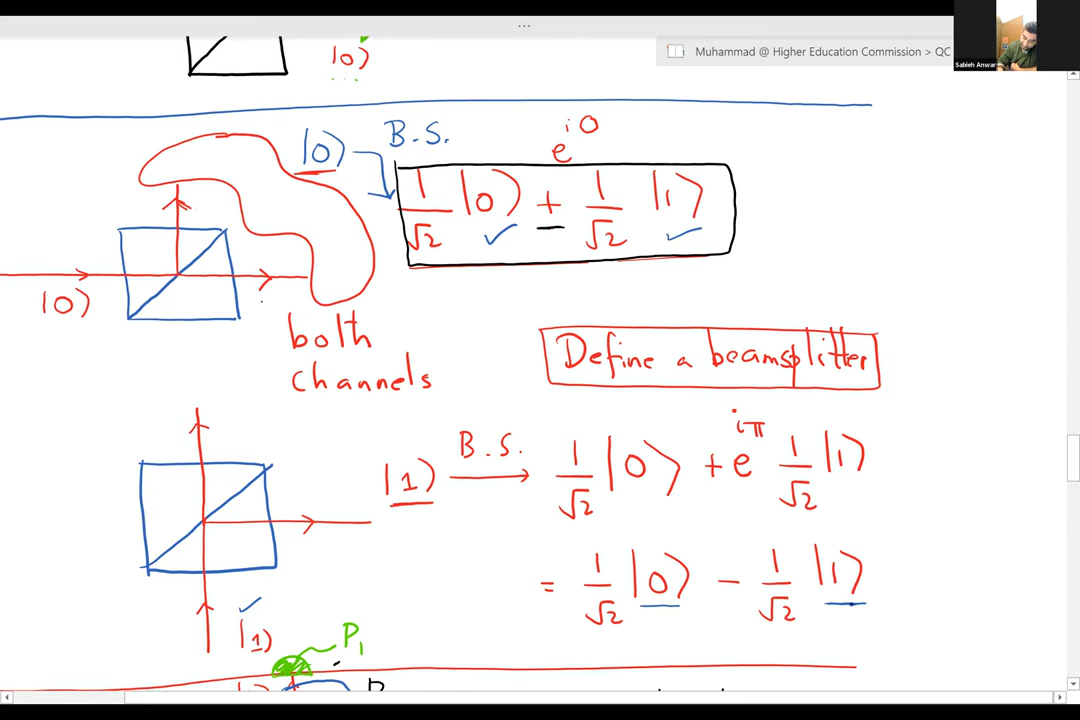 ...
|0⟩
Muhammad @ Higher Education Commission > QC
Sabieh Anwar
|0⟩ B.S.
e^{i0}
1/√2 |0⟩ + 1/√2 |1⟩
|0⟩
both
channels
Define a beamsplitter
|1⟩ B.S. → 1/√2 |0⟩ + e^{iπ} 1/√2 |1⟩
= 1/√2 |0⟩ − 1/√2 |1⟩
|1⟩
P₁